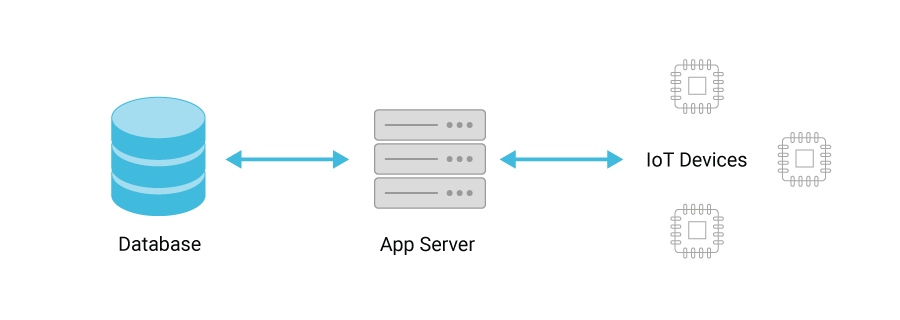 IoT Devices
Database
App Server